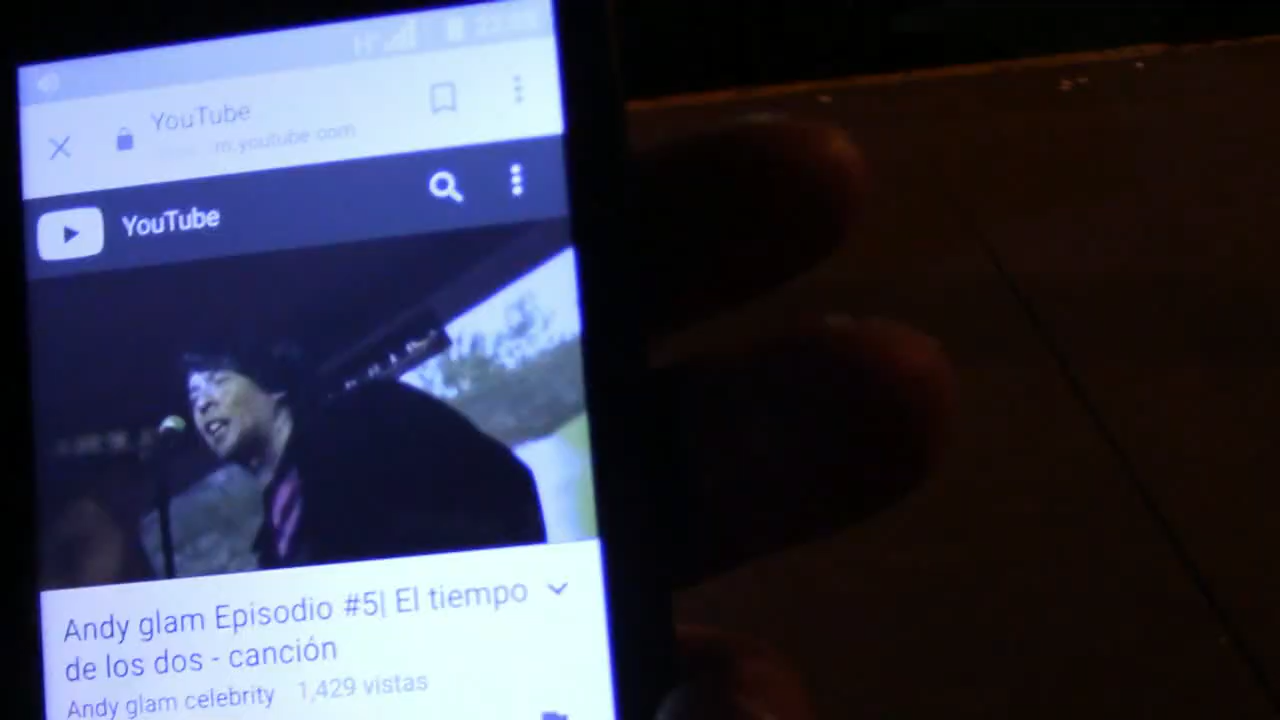 YouTube
m.youtube.com
YouTube
Andy glam Episodio #5| El tiempo
de los dos - canción
Andy glam celebrity 1,429 vistas